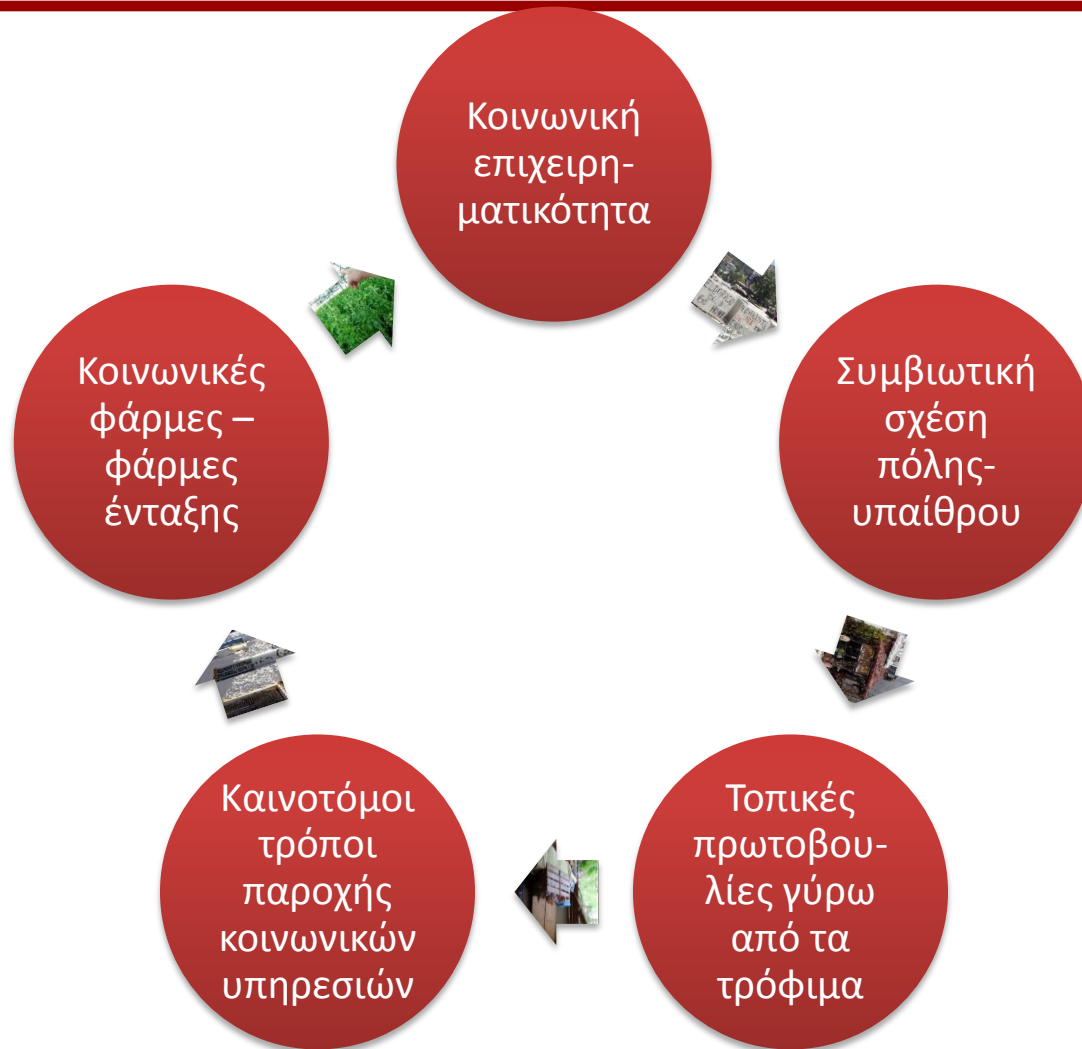 Κοινωνική
επιχειρη-
ματικότητα
Συμβιωτική
σχέση
πόλης-
υπαίθρου
Τοπικές
πρωτοβου-
λίες γύρω
από τα
τρόφιμα
Καινοτόμοι
τρόποι
παροχής
κοινωνικών
υπηρεσιών
Κοινωνικές
φάρμες –
φάρμες
ένταξης